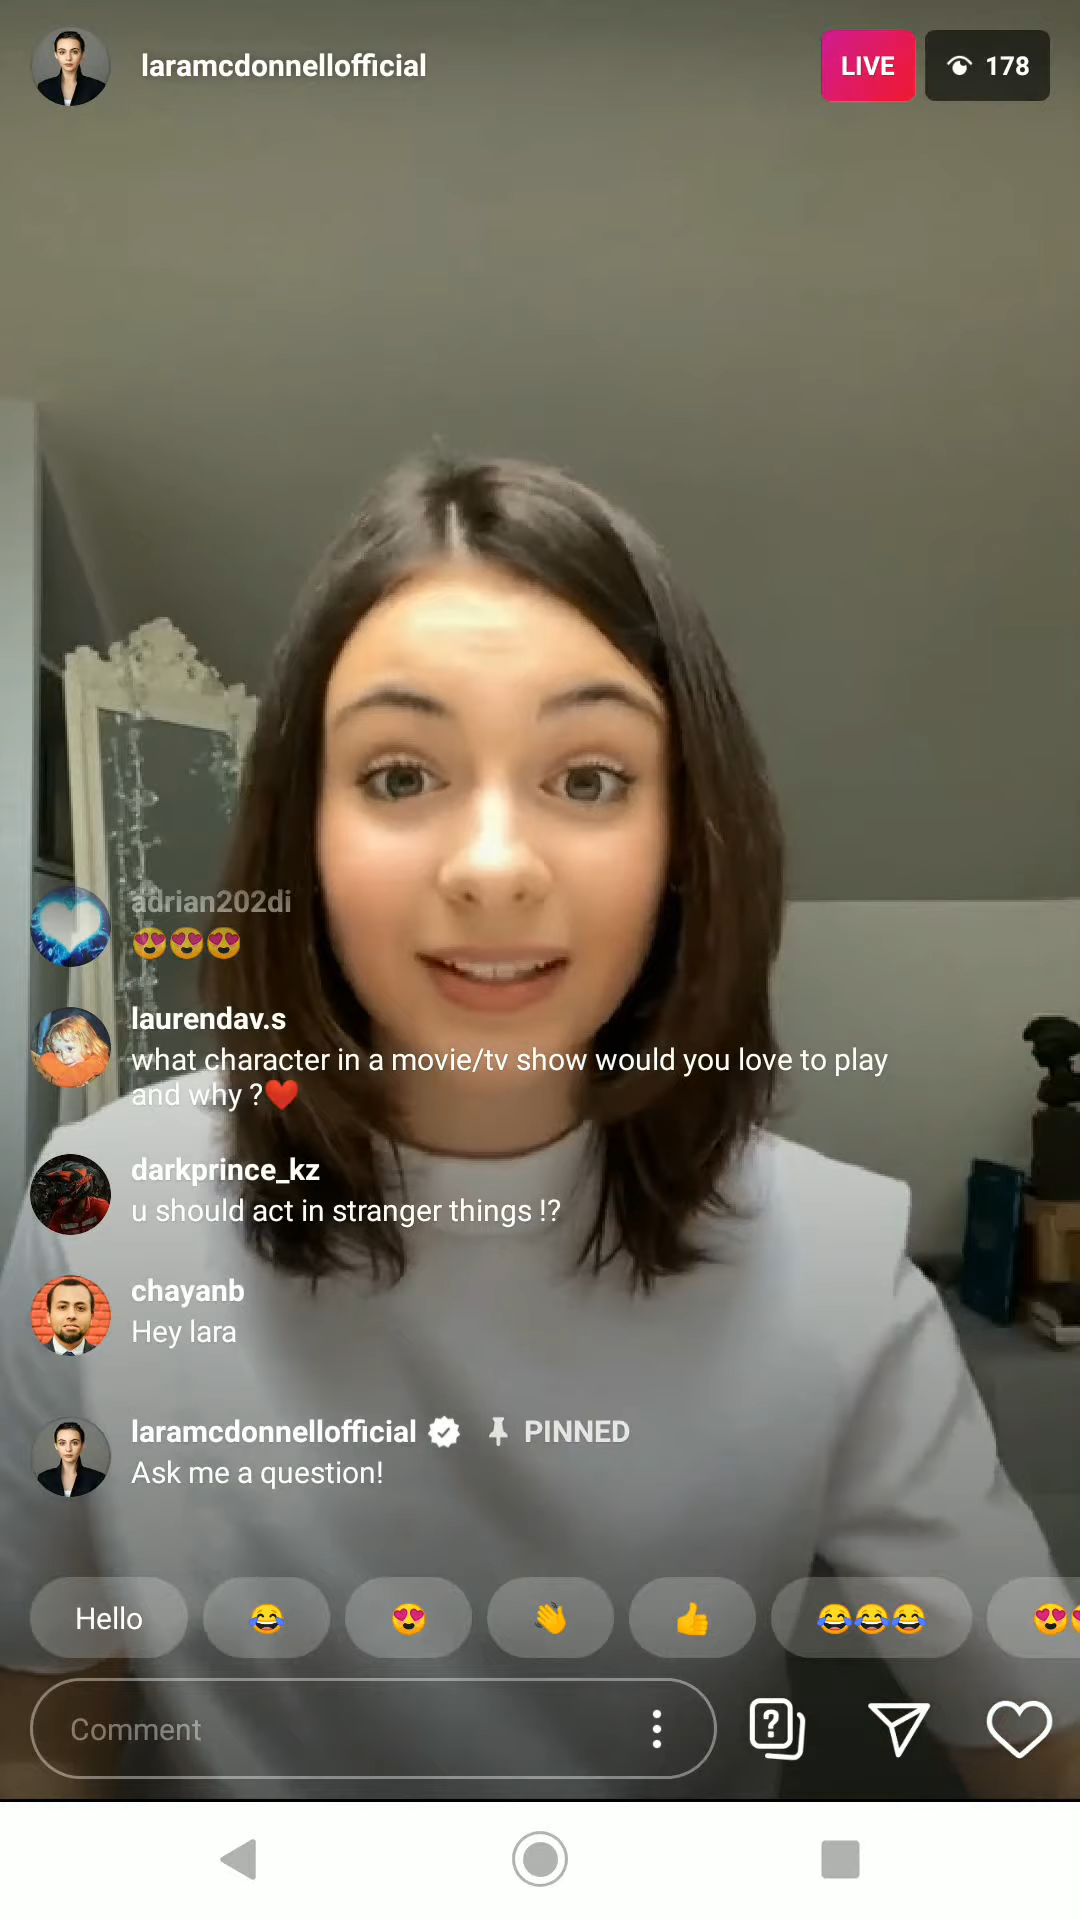 laramcdonnellofficial
LIVE
178
adrian202di
😍😍😍
laurendav.s
what character in a movie/tv show would you love to play
and why ?❤️
darkprince_kz
u should act in stranger things !?
chayanb
Hey lara
laramcdonnellofficial PINNED
Ask me a question!
Hello 😂 😍 👋 👍 😂😂😂 😍
Comment